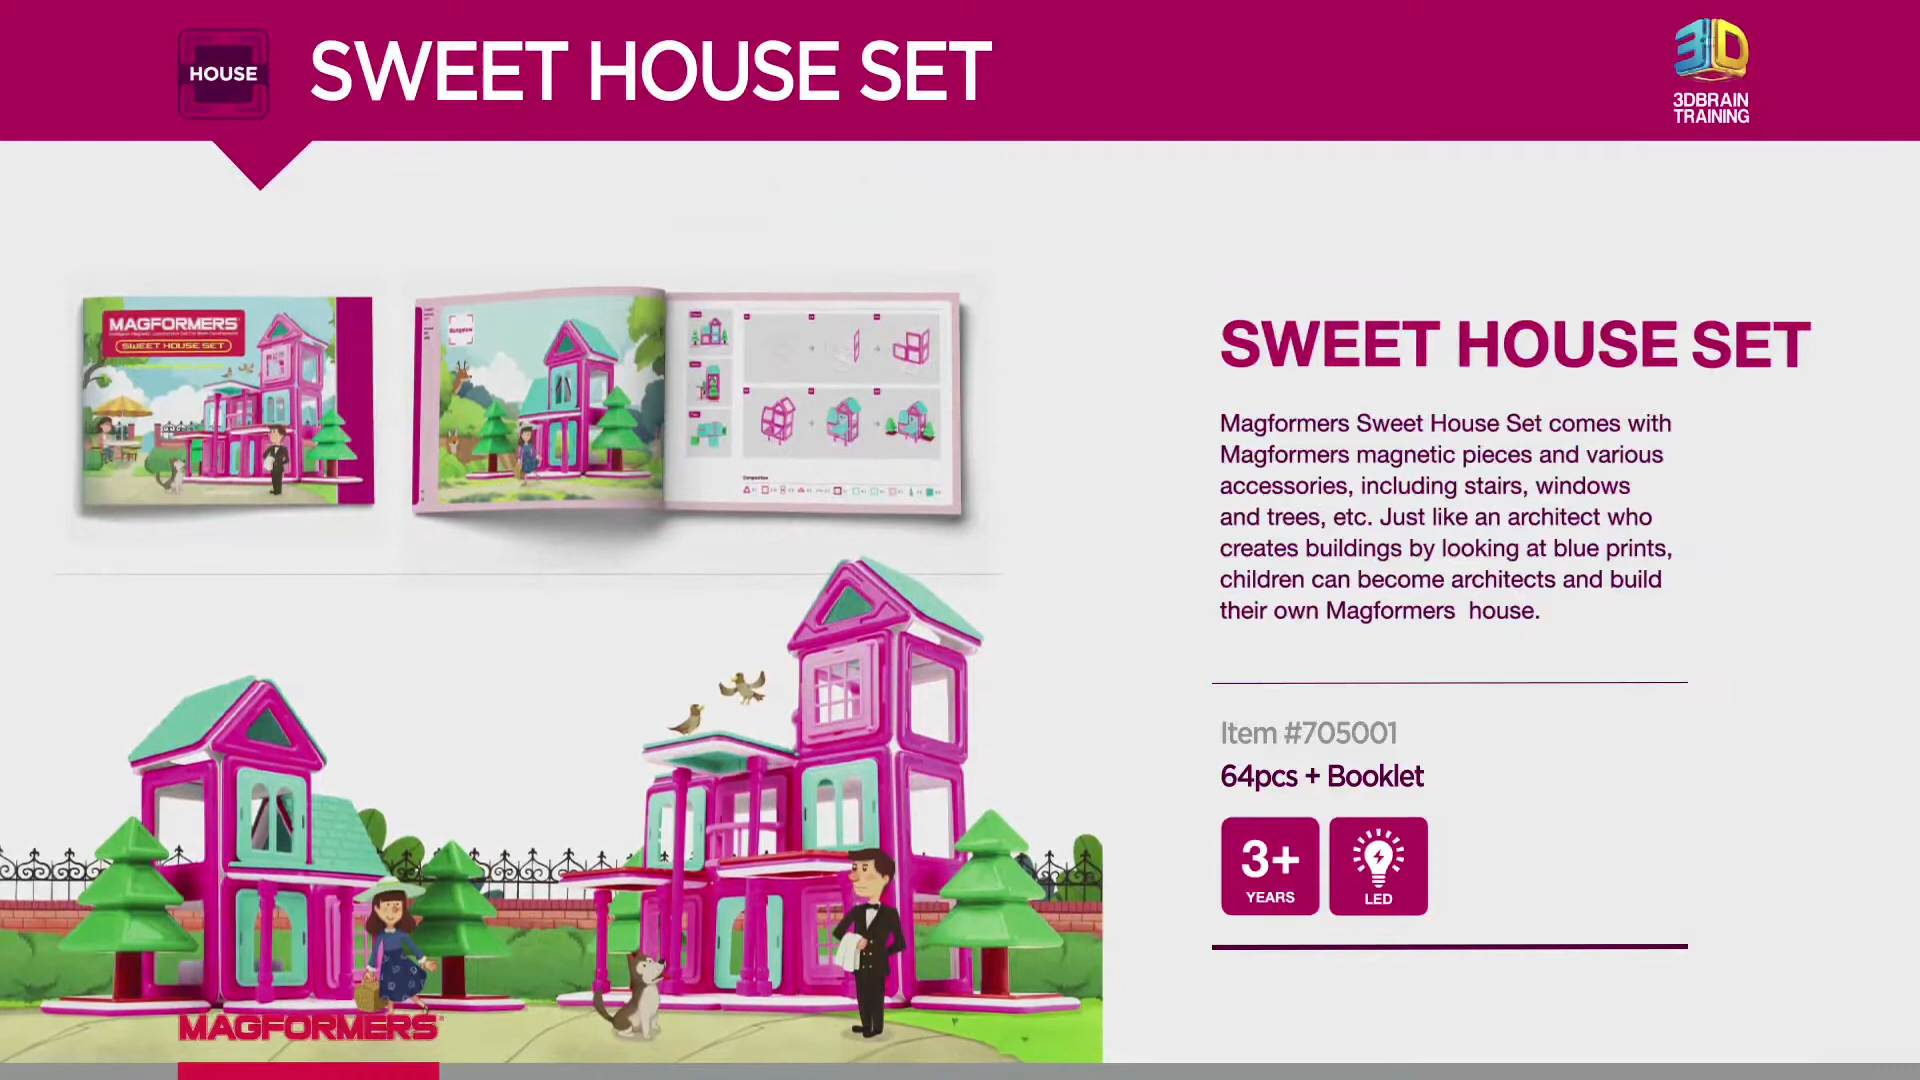 HOUSE
SWEET HOUSE SET
3D
3DBRAIN
TRAINING
MAGFORMERS
SWEET HOUSE SET
Bungalow
Composition
SWEET HOUSE SET
Magformers Sweet House Set comes with
Magformers magnetic pieces and various
accessories, including stairs, windows
and trees, etc. Just like an architect who
creates buildings by looking at blue prints,
children can become architects and build
their own Magformers house.
Item #705001
64pcs + Booklet
3+
YEARS
LED
MAGFORMERS